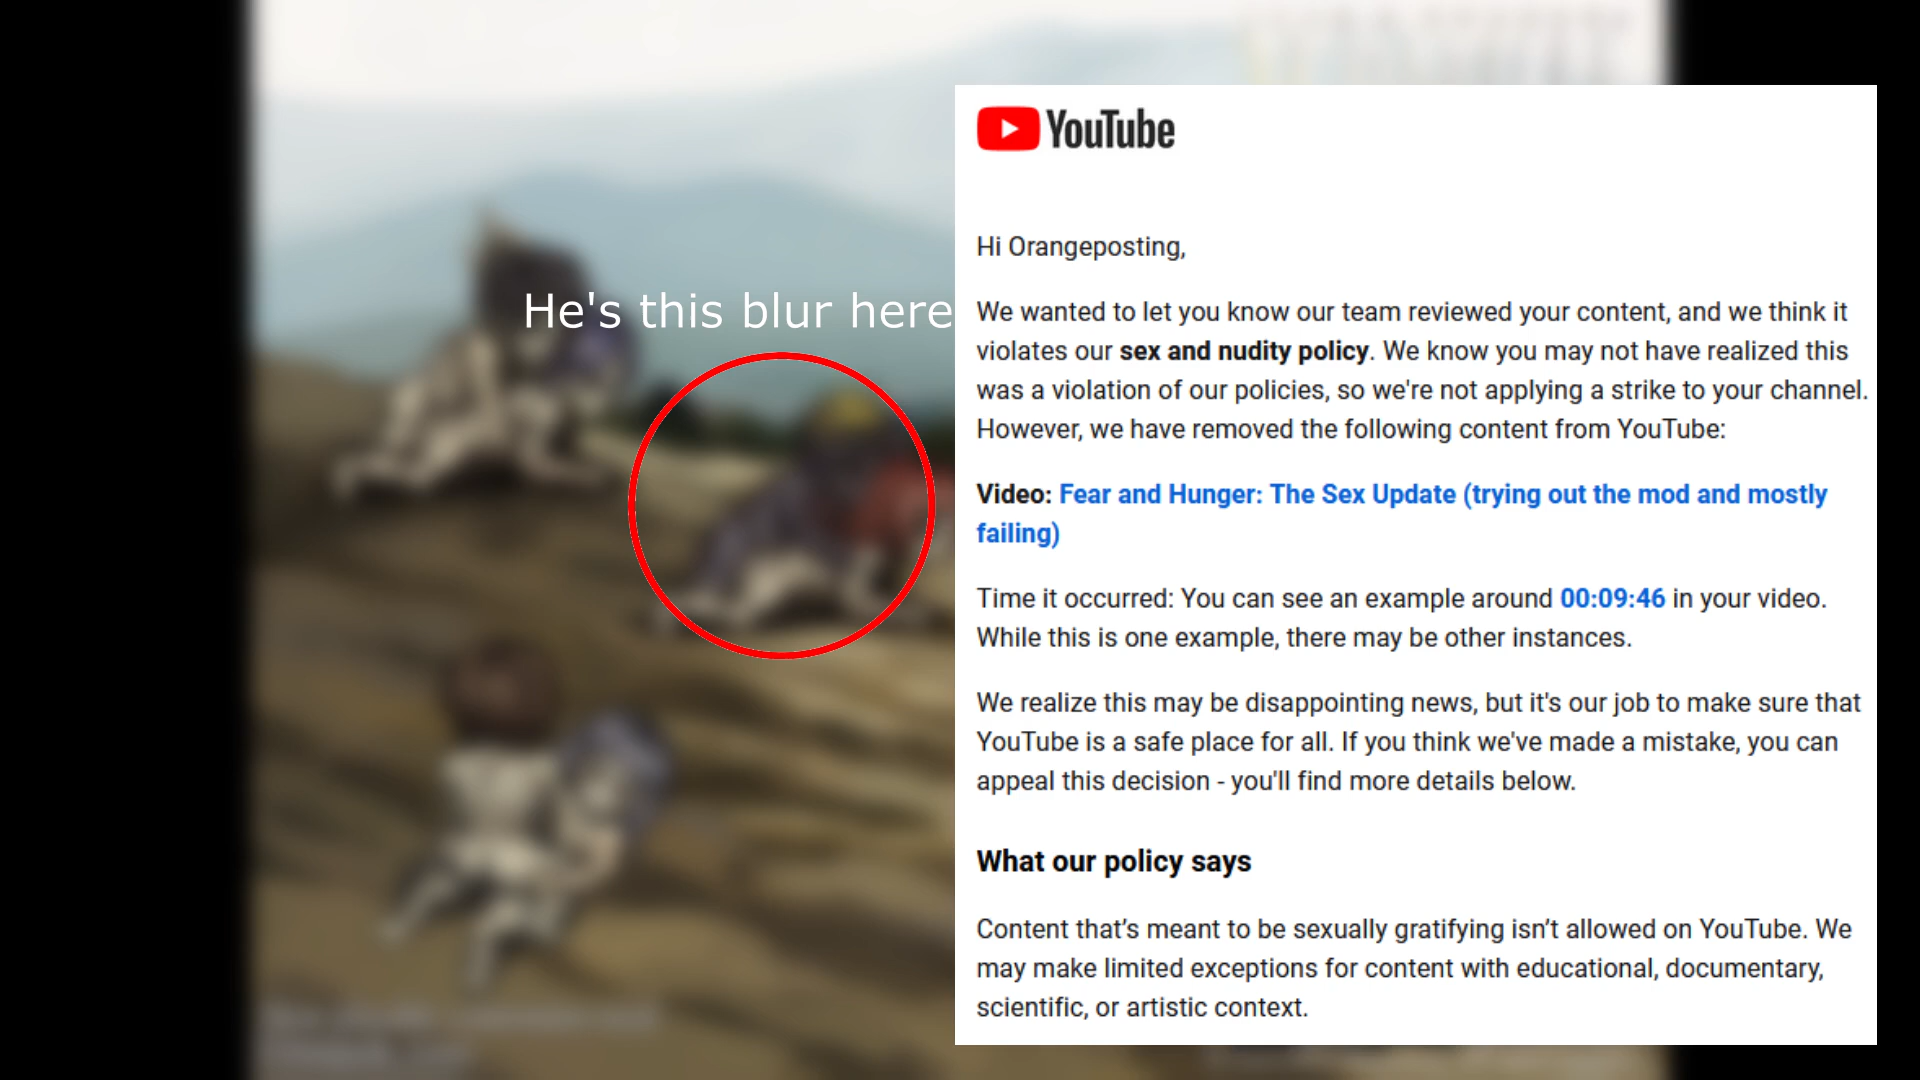 He's this blur here
YouTube
Hi Orangeposting,
We wanted to let you know our team reviewed your content, and we think it
violates our sex and nudity policy. We know you may not have realized this
was a violation of our policies, so we're not applying a strike to your channel.
However, we have removed the following content from YouTube:
Video: Fear and Hunger: The Sex Update (trying out the mod and mostly
failing)
Time it occurred: You can see an example around 00:09:46 in your video.
While this is one example, there may be other instances.
We realize this may be disappointing news, but it's our job to make sure that
YouTube is a safe place for all. If you think we've made a mistake, you can
appeal this decision - you'll find more details below.
What our policy says
Content that’s meant to be sexually gratifying isn’t allowed on YouTube. We
may make limited exceptions for content with educational, documentary,
scientific, or artistic context.